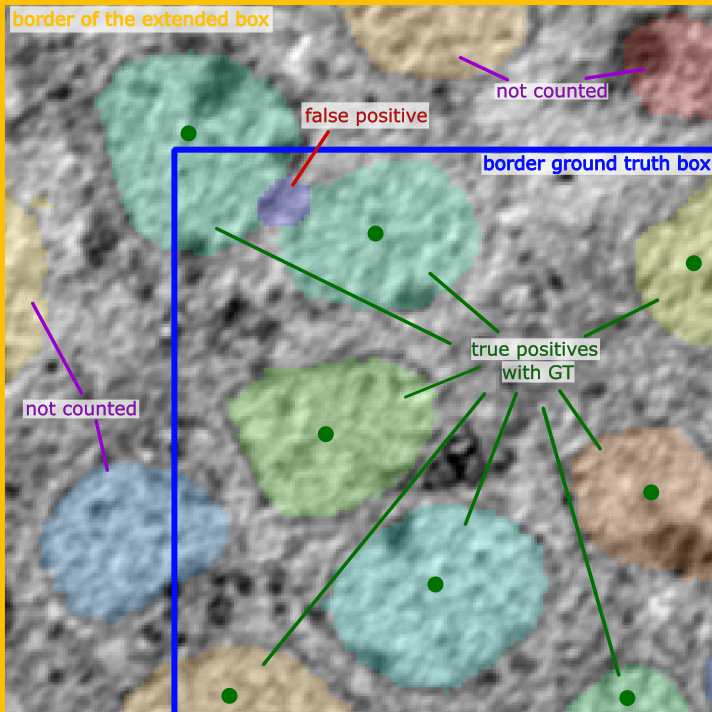 border of the extended box
not counted
false positive
border ground truth box
true positives
with GT
not counted